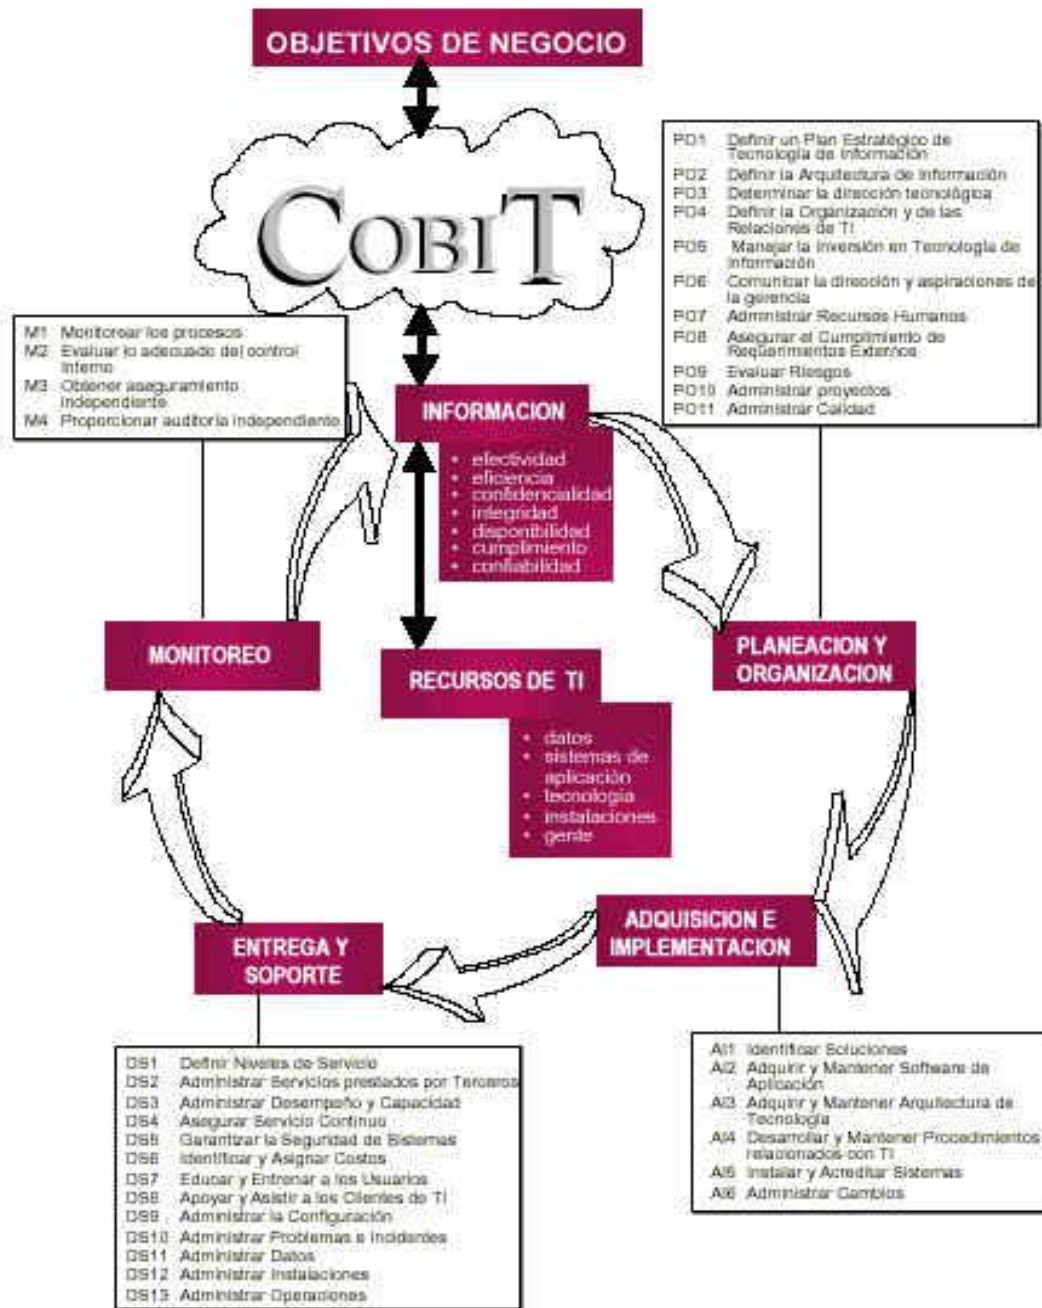 OBJETIVOS DE NEGOCIO
COBIT
PO1 Definir un Plan Estratégico de
Tecnología de Información
PO2 Definir la Arquitectura de Información
PO3 Determinar la dirección tecnológica
PO4 Definir la Organización y de las
Relaciones de TI
PO5 Manejar la Inversión en Tecnología de
Información
PO6 Comunicar la dirección y aspiraciones de
la gerencia
PO7 Administrar Recursos Humanos
PO8 Asegurar el Cumplimiento de
Requerimientos Externos
PO9 Evaluar Riesgos
PO10 Administrar proyectos
PO11 Administrar Calidad
M1 Monitorear los procesos
M2 Evaluar lo adecuado del control
Interno
M3 Obtener aseguramiento
independiente
M4 Proporcionar auditoría independiente
INFORMACION
• efectividad
• eficiencia
• confidencialidad
• integridad
• disponibilidad
• cumplimiento
• confiabilidad
MONITOREO
RECURSOS DE TI
• datos
• sistemas de
aplicación
• tecnología
• instalaciones
• gente
PLANEACION Y
ORGANIZACION
ENTREGA Y
SOPORTE
ADQUISICION E
IMPLEMENTACION
DS1 Definir Niveles de Servicio
DS2 Administrar Servicios prestados por Terceros
DS3 Administrar Desempeño y Capacidad
DS4 Asegurar Servicio Continuo
DS5 Garantizar la Seguridad de Sistemas
DS6 Identificar y Asignar Costos
DS7 Educar y Entrenar a los Usuarios
DS8 Apoyar y Asistir a los Clientes de TI
DS9 Administrar la Configuración
DS10 Administrar Problemas e Incidentes
DS11 Administrar Datos
DS12 Administrar Instalaciones
DS13 Administrar Operaciones
AI1 Identificar Soluciones
AI2 Adquirir y Mantener Software de
Aplicación
AI3 Adquirir y Mantener Arquitectura de
Tecnología
AI4 Desarrollar y Mantener Procedimientos
relacionados con TI
AI5 Instalar y Acreditar Sistemas
AI6 Administrar Cambios